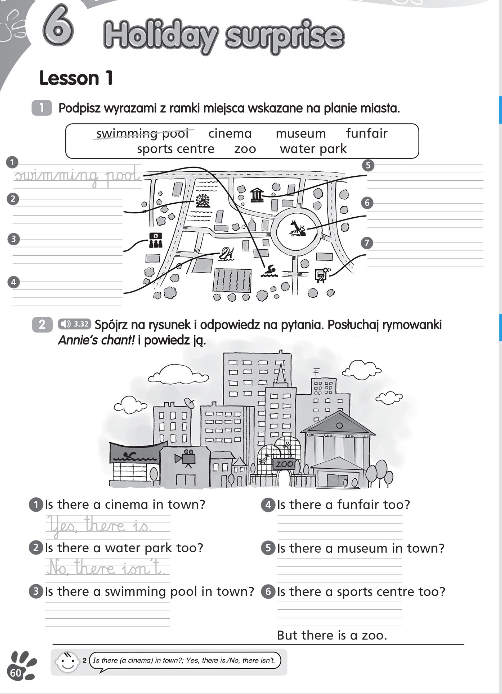 6 Holiday surprise
Lesson 1
1 Podpisz wyrazami z ramki miejsca wskazane na planie miasta.
swimming pool cinema museum funfair
sports centre zoo water park
1 swimming pool
2
3
4
5
6
7
2 3.32 Spójrz na rysunek i odpowiedz na pytania. Posłuchaj rymowanki
Annie's chant! i powiedz ją.
ZOO
1 Is there a cinema in town?
Yes, there is.
2 Is there a water park too?
No, there isn't.
3 Is there a swimming pool in town?
4 Is there a funfair too?
5 Is there a museum in town?
6 Is there a sports centre too?
But there is a zoo.
2 Is there (a cinema) in town?; Yes, there is./No, there isn't.
60